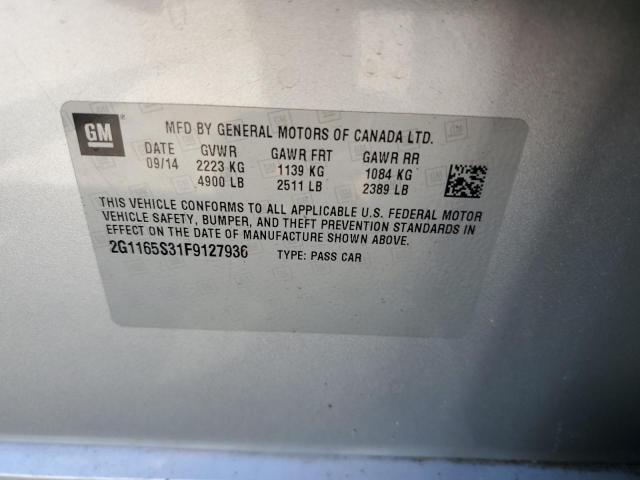 GM
MFD BY GENERAL MOTORS OF CANADA LTD.
DATE GVWR GAWR FRT GAWR RR
09/14 2223 KG 1139 KG 1084 KG
4900 LB 2511 LB 2389 LB
THIS VEHICLE CONFORMS TO ALL APPLICABLE U.S. FEDERAL MOTOR
VEHICLE SAFETY, BUMPER, AND THEFT PREVENTION STANDARDS IN
EFFECT ON THE DATE OF MANUFACTURE SHOWN ABOVE.
2G1165S31F9127936 TYPE: PASS CAR